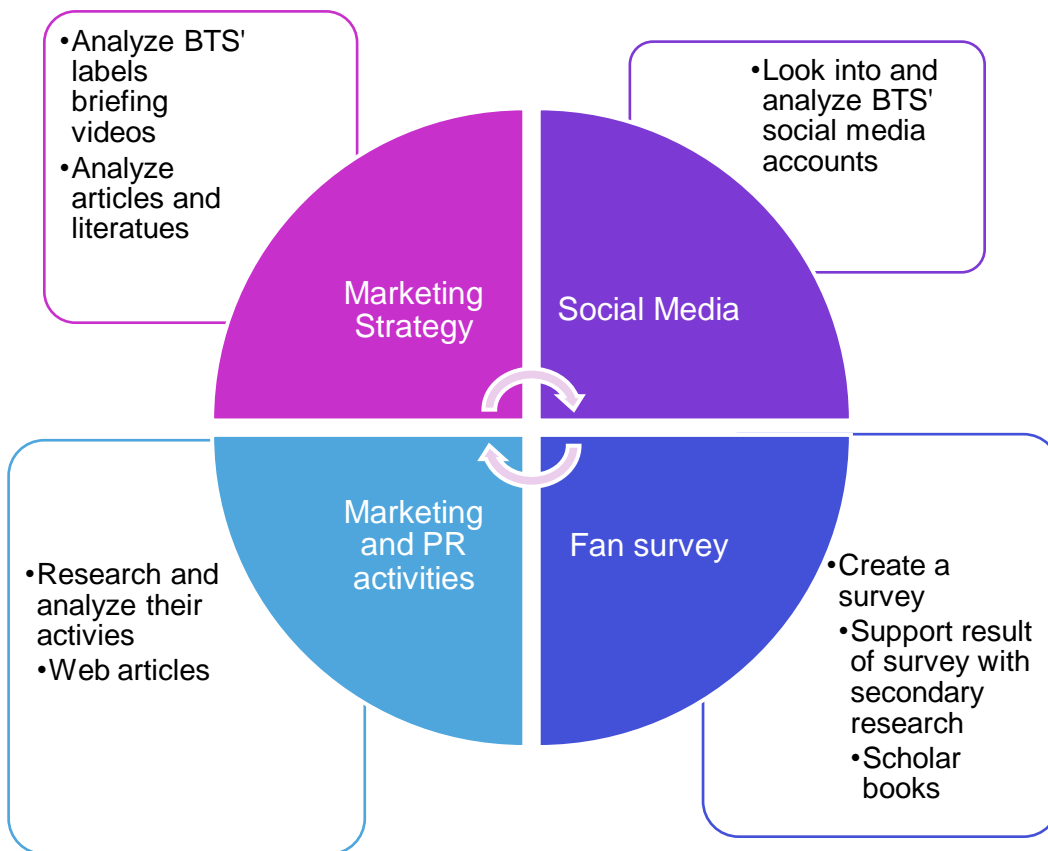 •Analyze BTS'
labels
briefing
videos
•Analyze
articles and
literatues
•Look into and
analyze BTS'
social media
accounts
Marketing
Strategy
Social Media
Marketing
and PR
activities
Fan survey
•Research and
analyze their
activies
•Web articles
•Create a
survey
•Support result
of survey with
secondary
research
•Scholar
books